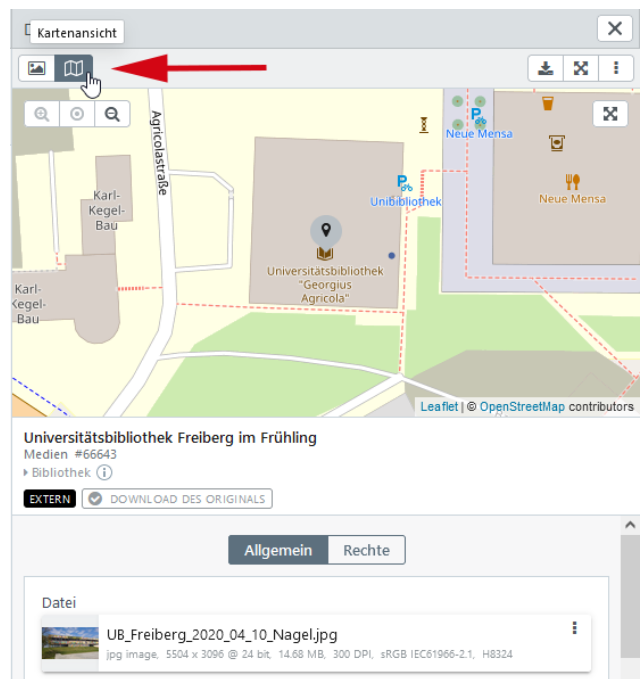 Kartenansicht
Agricolastraße
Neue Mensa
Karl-
Kegel-
Bau
Unibibliothek
Neue Mensa
Universitätsbibliothek
"Georgius
Agricola"
Karl-
Kegel-
Bau
Leaflet | © OpenStreetMap contributors
Universitätsbibliothek Freiberg im Frühling
Medien #66643
Bibliothek
EXTERN DOWNLOAD DES ORIGINALS
Allgemein Rechte
Datei
UB_Freiberg_2020_04_10_Nagel.jpg
jpg image, 5504 x 3096 @ 24 bit, 14.68 MB, 300 DPI, sRGB IEC61966-2.1, H8324